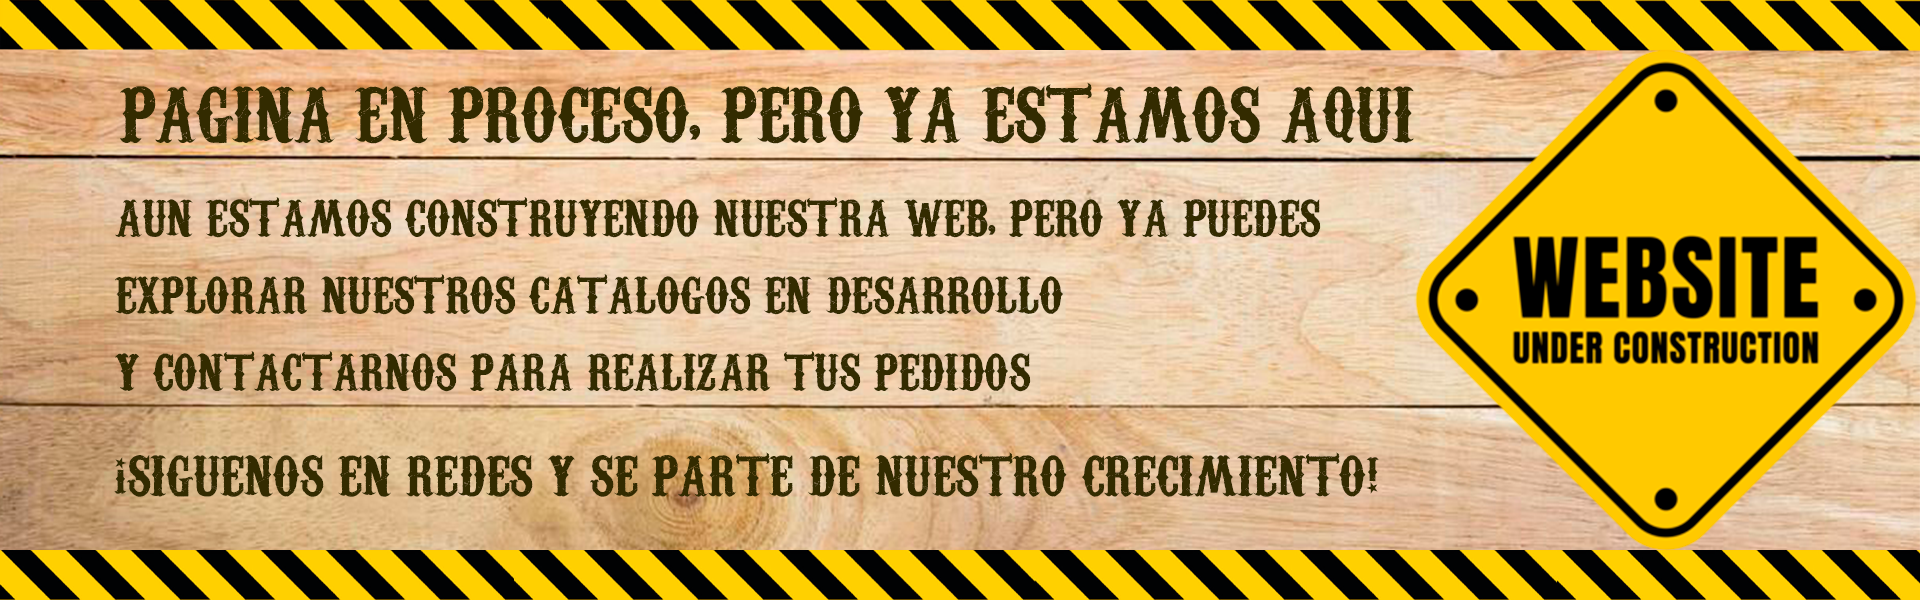 PAGINA EN PROCESO, PERO YA ESTAMOS AQUI
AUN ESTAMOS CONSTRUYENDO NUESTRA WEB, PERO YA PUEDES
EXPLORAR NUESTROS CATALOGOS EN DESARROLLO
Y CONTACTARNOS PARA REALIZAR TUS PEDIDOS
¡SIGUENOS EN REDES Y SE PARTE DE NUESTRO CRECIMIENTO!
WEBSITE
UNDER CONSTRUCTION